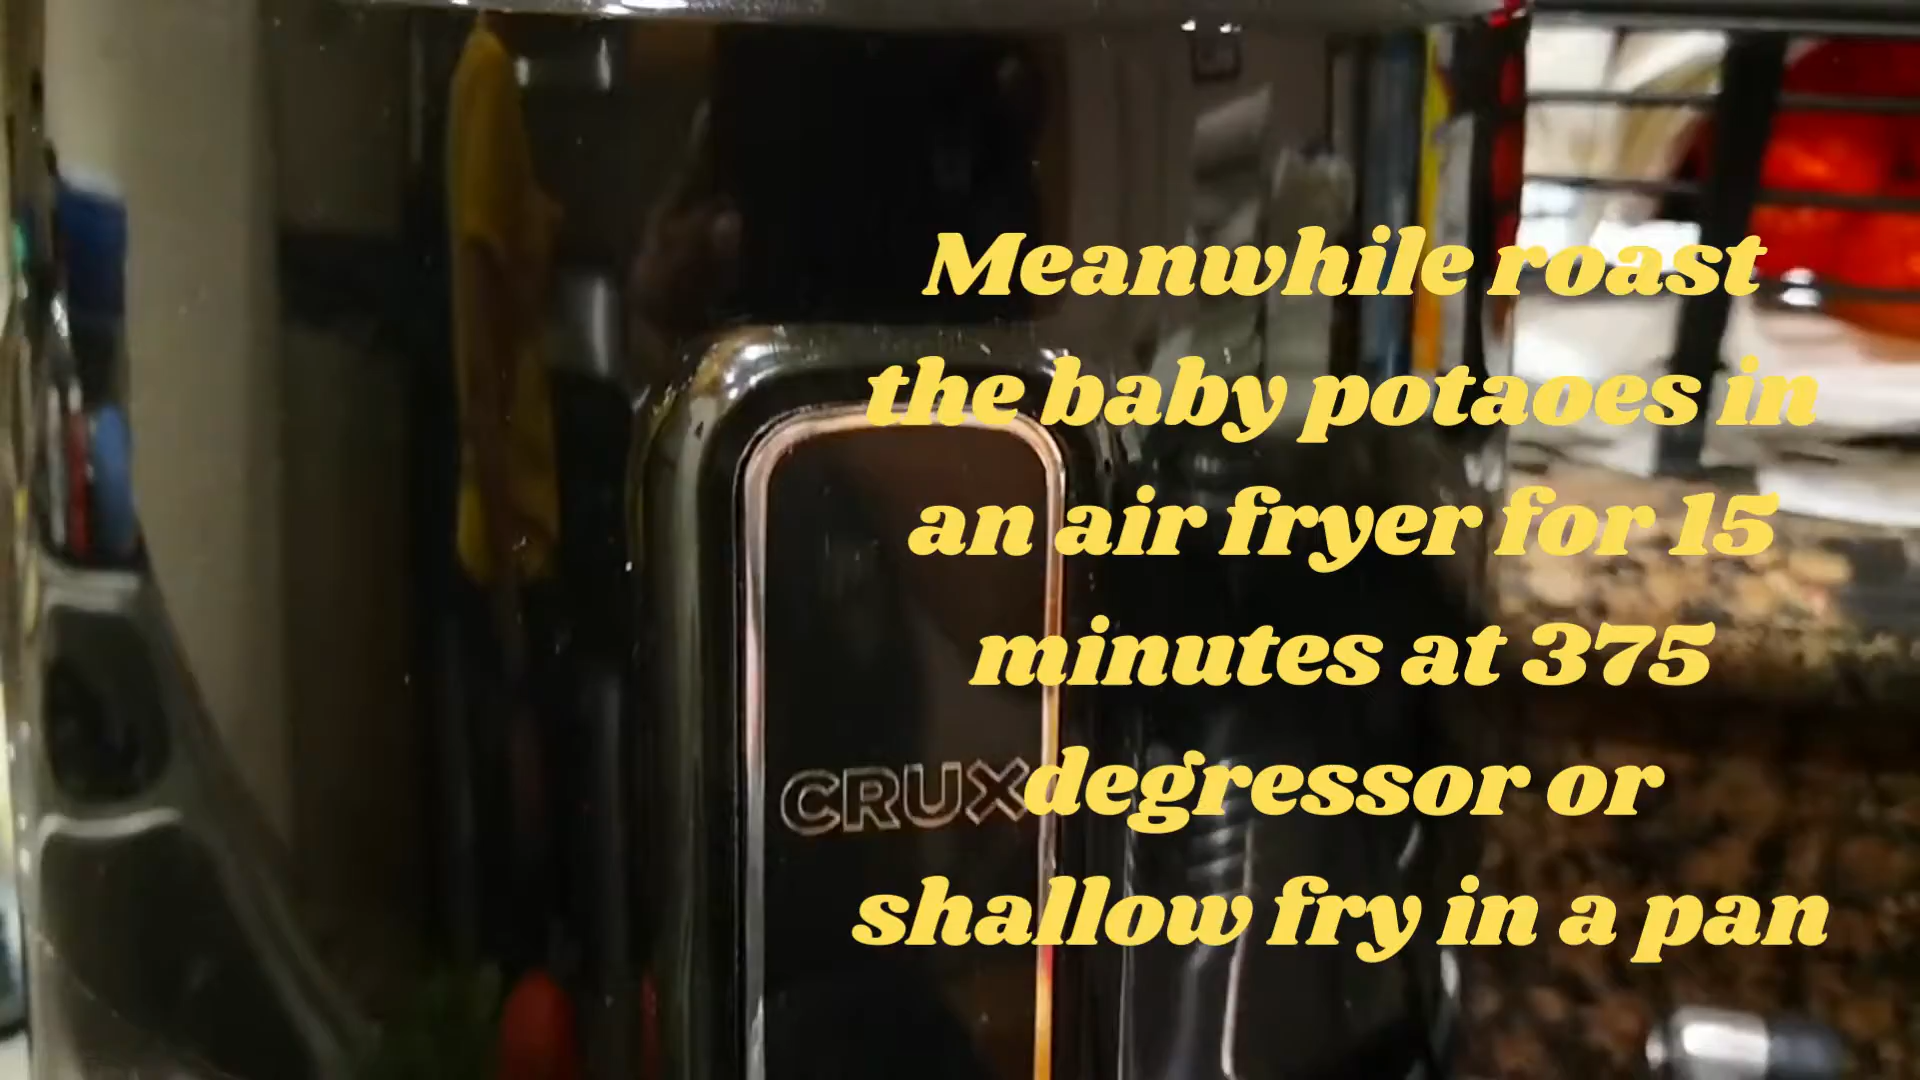 Meanwhile roast
the baby potaoes in
an air fryer for 15
minutes at 375
degressor or
shallow fry in a pan
CRUX